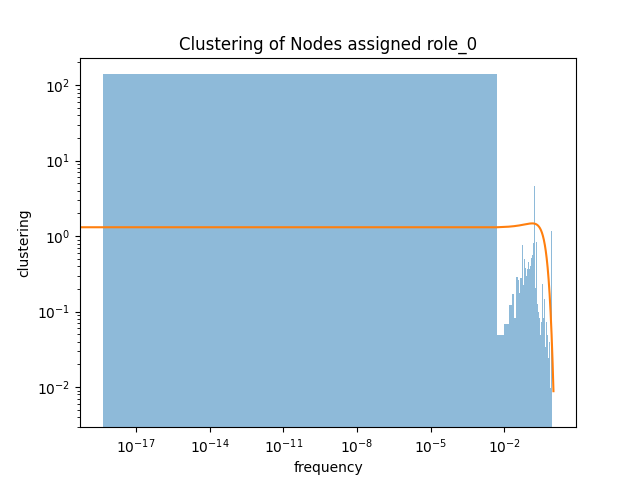 Clustering of Nodes assigned role_0
clustering
10²
10¹
10⁰
10⁻¹
10⁻²
10⁻¹⁷ 10⁻¹⁴ 10⁻¹¹ 10⁻⁸ 10⁻⁵ 10⁻²
frequency